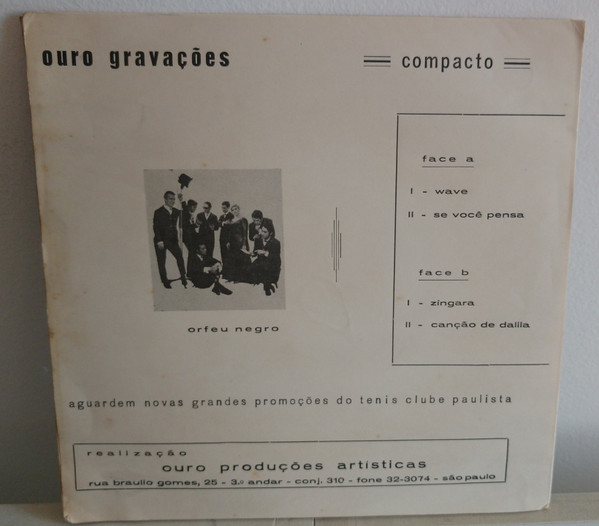 ouro gravações
compacto
face a
I - wave
II - se você pensa
face b
I - zingara
II - canção de dalila
orfeu negro
aguardem novas grandes promoções do tenis clube paulista
realização
ouro produções artísticas
rua braulio gomes, 25 - 3.º andar - conj. 310 - fone 32-3074 - são paulo